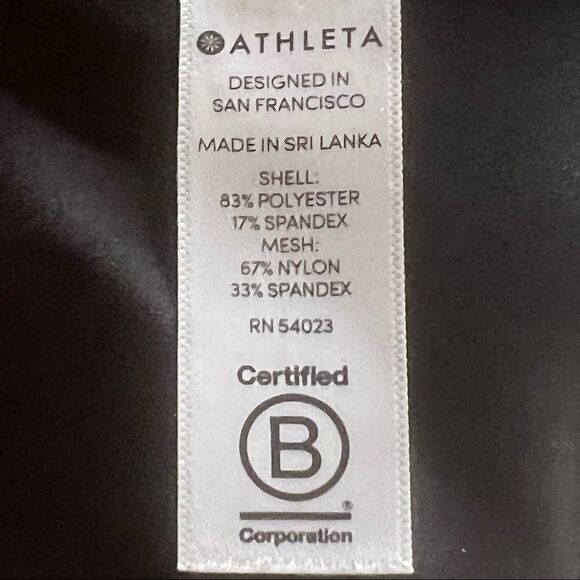 ATHLETA
DESIGNED IN
SAN FRANCISCO
MADE IN SRI LANKA
SHELL:
83% POLYESTER
17% SPANDEX
MESH:
67% NYLON
33% SPANDEX
RN 54023
Certified
B
®
Corporation